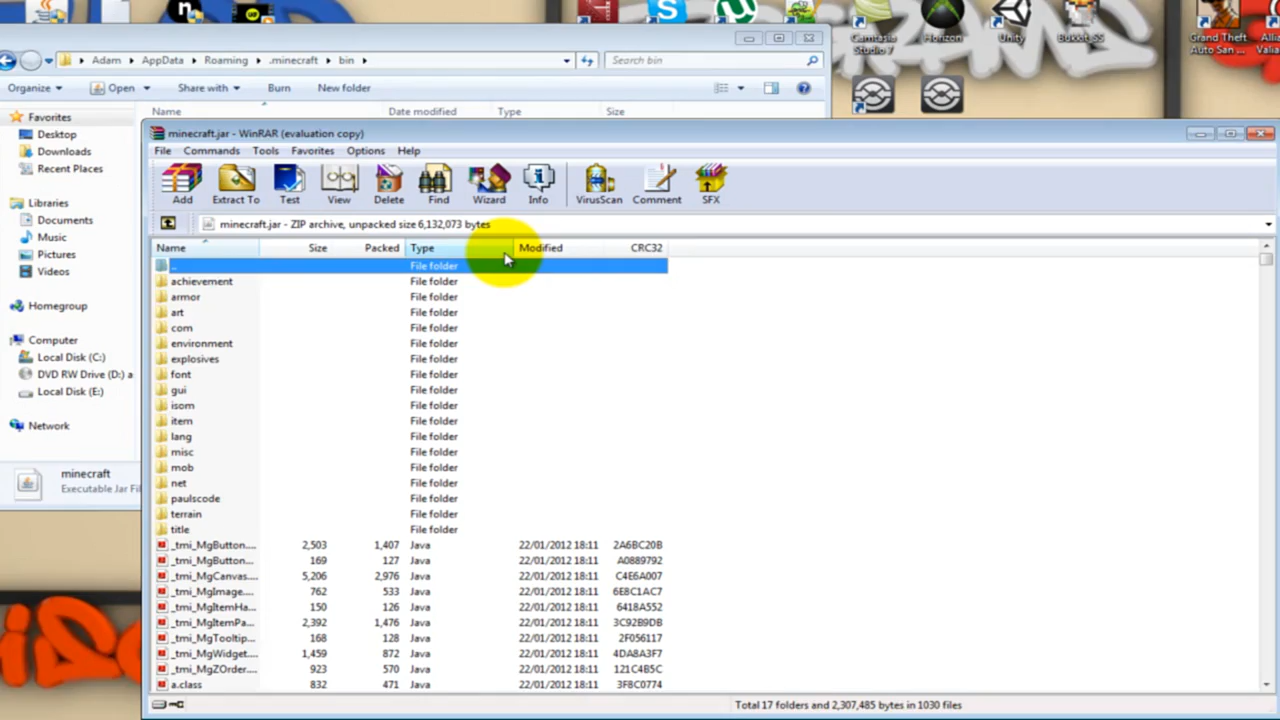 Camtasia Studio 7
Horizon
Unity
Bukkit SS
Grand Theft Auto San ...
Adam
AppData
Roaming
.minecraft
bin
Search bin
Organize
Open
Share with
Burn
New folder
Name
Date modified
Type
Size
Favorites
Desktop
Downloads
Recent Places
Libraries
Documents
Music
Pictures
Videos
Homegroup
Computer
Local Disk (C:)
DVD RW Drive (D:) a
Local Disk (E:)
Network
minecraft
Executable Jar Fil
minecraft.jar - WinRAR (evaluation copy)
File Commands Tools Favorites Options Help
Add Extract To Test View Delete Find Wizard Info VirusScan Comment SFX
minecraft.jar - ZIP archive, unpacked size 6,132,073 bytes
Name Size Packed Type Modified CRC32
.. File folder
achievement File folder
armor File folder
art File folder
com File folder
environment File folder
explosives File folder
font File folder
gui File folder
isom File folder
item File folder
lang File folder
misc File folder
mob File folder
net File folder
paulscode File folder
terrain File folder
title File folder
_tmi_MgButton.... 2,503 1,407 Java 22/01/2012 18:11 2A6BC20B
_tmi_MgButton... 169 127 Java 22/01/2012 18:11 A0889792
_tmi_MgCanvas.... 5,206 2,976 Java 22/01/2012 18:11 C4E6A007
_tmi_MgImage.... 762 533 Java 22/01/2012 18:11 6E8C1AC7
_tmi_MgItemHa... 150 126 Java 22/01/2012 18:11 6418A552
_tmi_MgItemPa... 2,392 1,476 Java 22/01/2012 18:11 3C92B9DB
_tmi_MgTooltip... 168 128 Java 22/01/2012 18:11 2F056117
_tmi_MgWidget.... 1,459 872 Java 22/01/2012 18:11 4DA8A3F7
_tmi_MgZOrder.... 923 570 Java 22/01/2012 18:11 121C4B5C
a.class 832 471 Java 22/01/2012 18:11 3F8C0774
Total 17 folders and 2,307,485 bytes in 1030 files